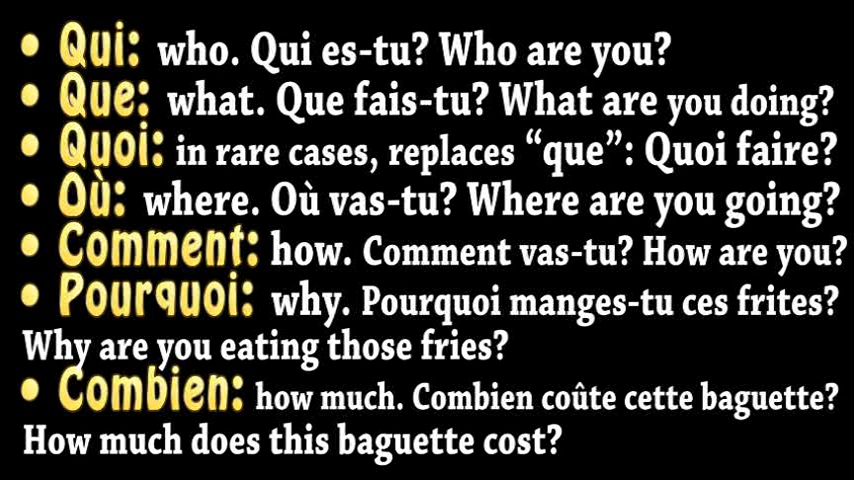 • Qui: who. Qui es-tu? Who are you?
• Que: what. Que fais-tu? What are you doing?
• Quoi: in rare cases, replaces “que”: Quoi faire?
• Où: where. Où vas-tu? Where are you going?
• Comment: how. Comment vas-tu? How are you?
• Pourquoi: why. Pourquoi manges-tu ces frites?
Why are you eating those fries?
• Combien: how much. Combien coûte cette baguette?
How much does this baguette cost?